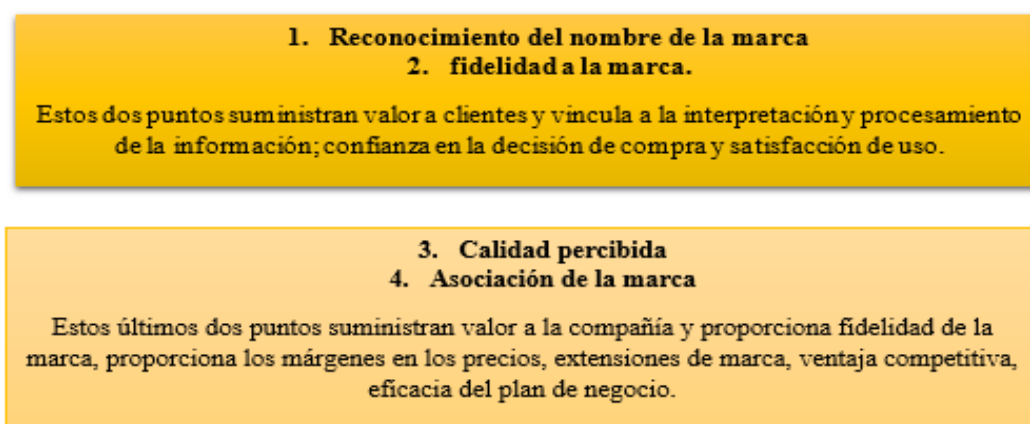 1. Reconocimiento del nombre de la marca
2. fidelidad a la marca.
Estos dos puntos suministran valor a clientes y vincula a la interpretación y procesamiento
de la información; confianza en la decisión de compra y satisfacción de uso.
3. Calidad percibida
4. Asociación de la marca
Estos últimos dos puntos suministran valor a la compañía y proporciona fidelidad de la
marca, proporciona los márgenes en los precios, extensiones de marca, ventaja competitiva,
eficacia del plan de negocio.